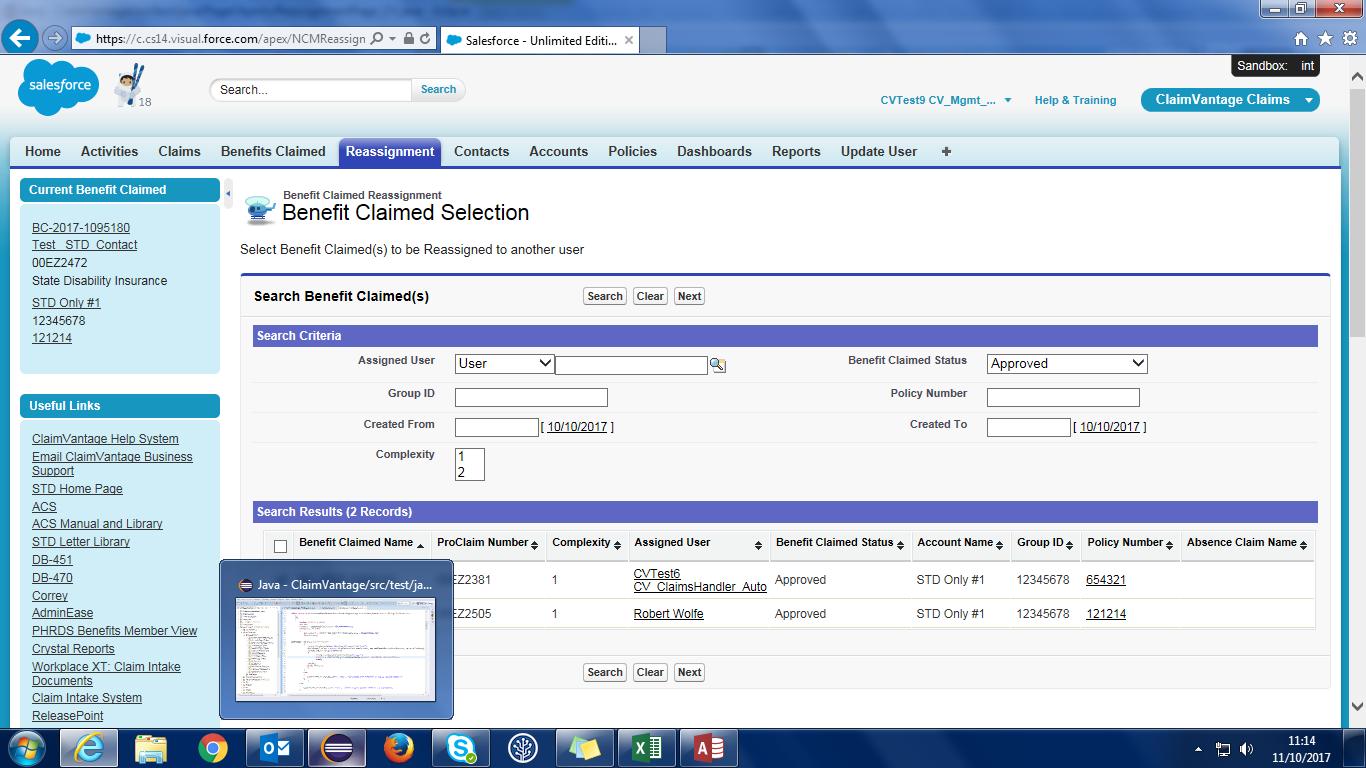 https://c.cs14.visual.force.com/apex/NCMReassign
Salesforce - Unlimited Editi...
Sandbox: int
salesforce
18
Search...
Search
CVTest9 CV_Mgmt_...
Help & Training
ClaimVantage Claims
Home Activities Claims Benefits Claimed Reassignment Contacts Accounts Policies Dashboards Reports Update User +
Current Benefit Claimed
BC-2017-1095180
Test_ STD_Contact
00EZ2472
State Disability Insurance
STD Only #1
12345678
121214
Useful Links
ClaimVantage Help System
Email ClaimVantage Business
Support
STD Home Page
ACS
ACS Manual and Library
STD Letter Library
DB-451
DB-470
Correy
AdminEase
PHRDS Benefits Member View
Crystal Reports
Workplace XT: Claim Intake
Documents
Claim Intake System
ReleasePoint
Benefit Claimed Reassignment
Benefit Claimed Selection
Select Benefit Claimed(s) to be Reassigned to another user
Search Benefit Claimed(s) Search Clear Next
Search Criteria
Assigned User User Benefit Claimed Status Approved
Group ID Policy Number
Created From [ 10/10/2017 ] Created To [ 10/10/2017 ]
Complexity 1
2
Search Results (2 Records)
Benefit Claimed Name ProClaim Number Complexity Assigned User Benefit Claimed Status Account Name Group ID Policy Number Absence Claim Name
EZ2381 1 CVTest6 CV_ClaimsHandler_Auto Approved STD Only #1 12345678 654321
EZ2505 1 Robert Wolfe Approved STD Only #1 12345678 121214
Search Clear Next
Java - ClaimVantage/src/test/ja...
11:14
11/10/2017